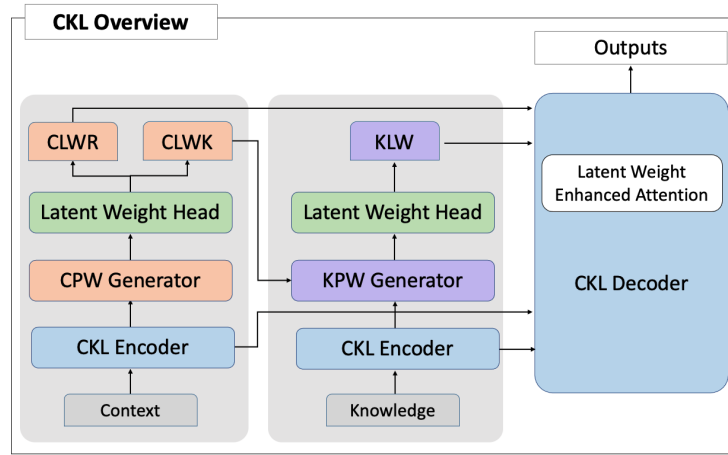 CKL Overview
Outputs
CLWR
CLWK
KLW
Latent Weight
Enhanced Attention
Latent Weight Head
Latent Weight Head
CPW Generator
KPW Generator
CKL Decoder
CKL Encoder
CKL Encoder
Context
Knowledge